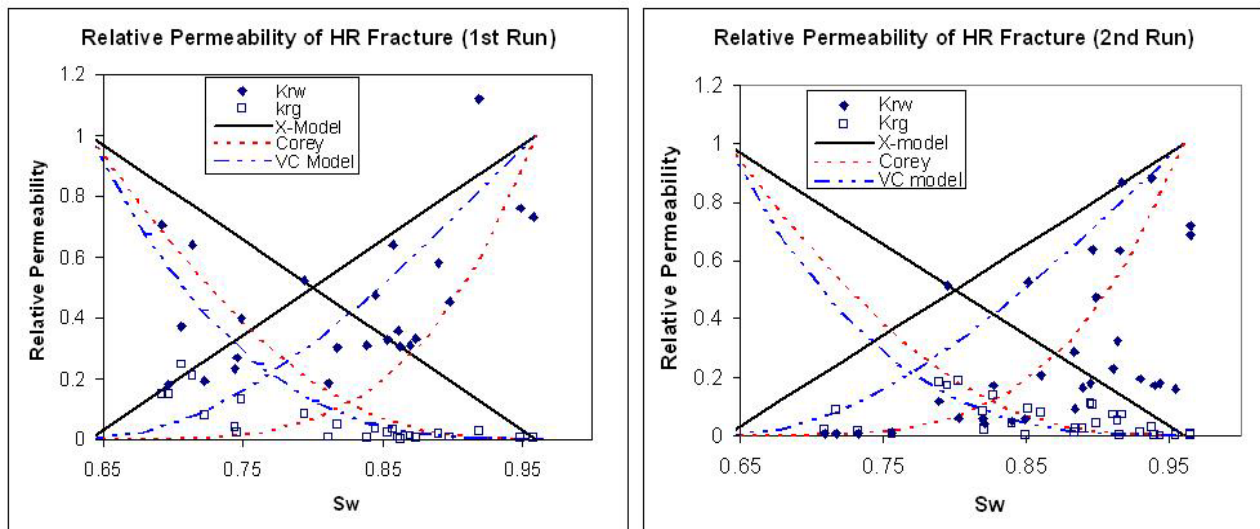 Relative Permeability of HR Fracture (1st Run)
1.2
1
0.8
0.6
0.4
0.2
0
Relative Permeability
Krw
krg
X-Model
Corey
VC Model
0.65
0.75
0.85
0.95
Sw
Relative Permeability of HR Fracture (2nd Run)
1.2
1
0.8
0.6
0.4
0.2
0
Relative Permeability
Krw
Krg
X-model
Corey
VC model
0.65
0.75
0.85
0.95
Sw